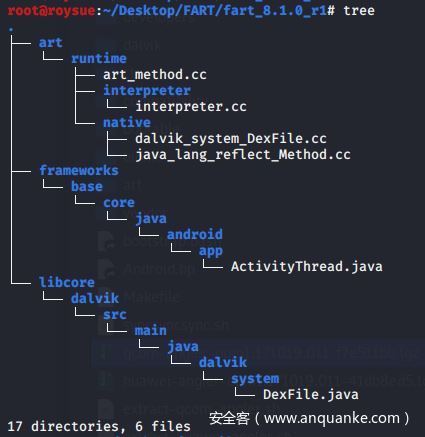 root@roysue:~/Desktop/FART/fart_8.1.0_r1# tree
.
├── art
│   └── runtime
│       ├── art_method.cc
│       ├── interpreter
│       │   └── interpreter.cc
│       └── native
│           ├── dalvik_system_DexFile.cc
│           └── java_lang_reflect_Method.cc
├── frameworks
│   └── base
│       └── core
│           └── java
│               └── android
│                   └── app
│                       └── ActivityThread.java
└── libcore
    └── dalvik
        └── src
            └── main
                └── java
                    └── dalvik
                        └── system
                            └── DexFile.java
安全客（www.anquanke.com）
17 directories, 6 files